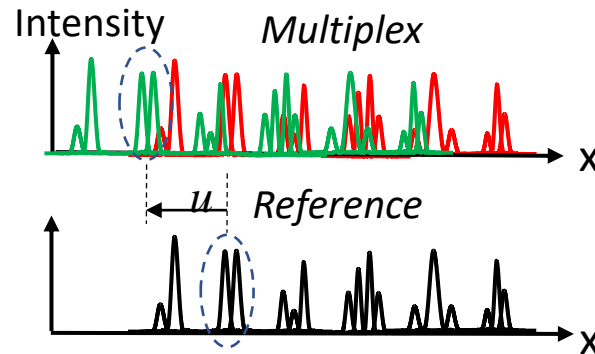 Intensity
Multiplex
X
u
Reference
X